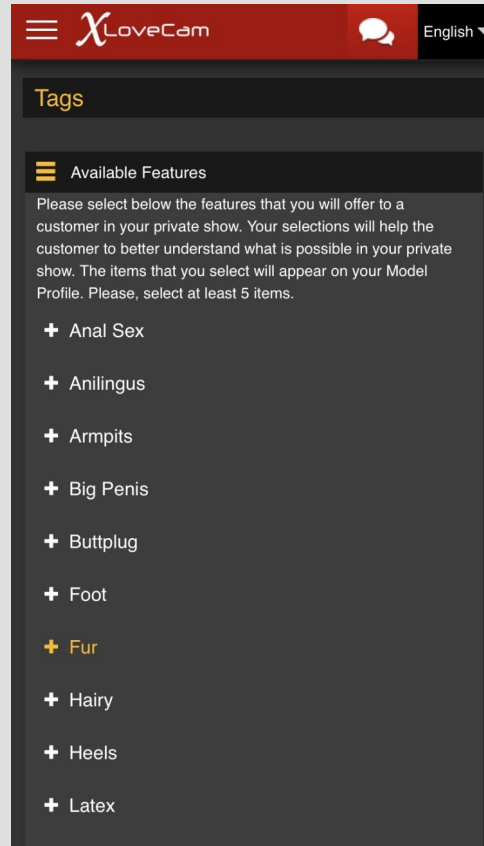 XLoveCam
English
Tags
Available Features
Please select below the features that you will offer to a
customer in your private show. Your selections will help the
customer to better understand what is possible in your private
show. The items that you select will appear on your Model
Profile. Please, select at least 5 items.
Anal Sex
Anilingus
Armpits
Big Penis
Buttplug
Foot
Fur
Hairy
Heels
Latex